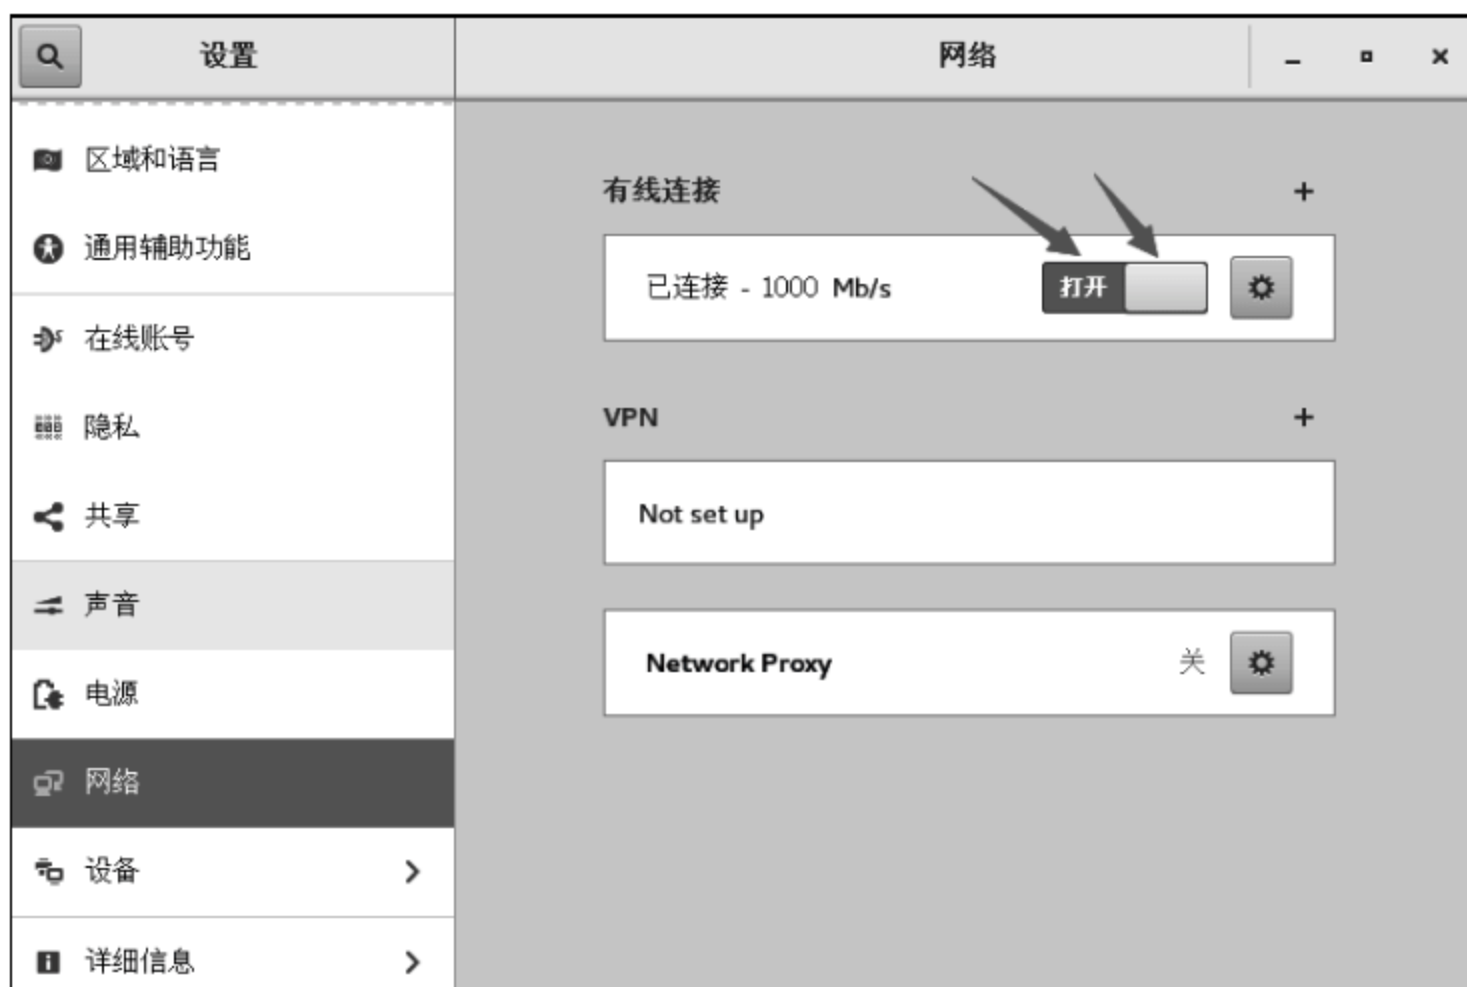 设置
网络
区域和语言
通用辅助功能
在线账号
隐私
共享
声音
电源
网络
设备
详细信息
有线连接
已连接 - 1000 Mb/s
打开
VPN
Not set up
Network Proxy
关